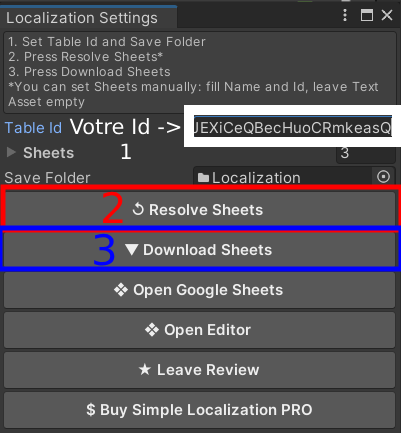 Localization Settings
1. Set Table Id and Save Folder
2. Press Resolve Sheets*
3. Press Download Sheets
*You can set Sheets manually: fill Name and Id, leave Text
Asset empty
Table Id Votre Id -> JEXiCeQBecHuoCRmkeasQ
Sheets 1 3
Save Folder Localization
2 Resolve Sheets
3 Download Sheets
Open Google Sheets
Open Editor
★ Leave Review
$ Buy Simple Localization PRO